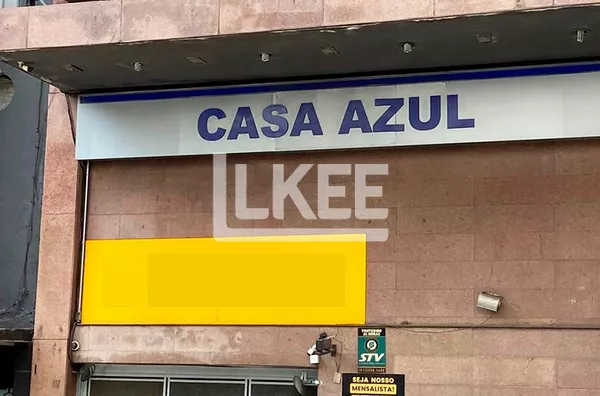 CASA AZUL
LKEE
STV
SEJA NOSSO
MENSALISTA!